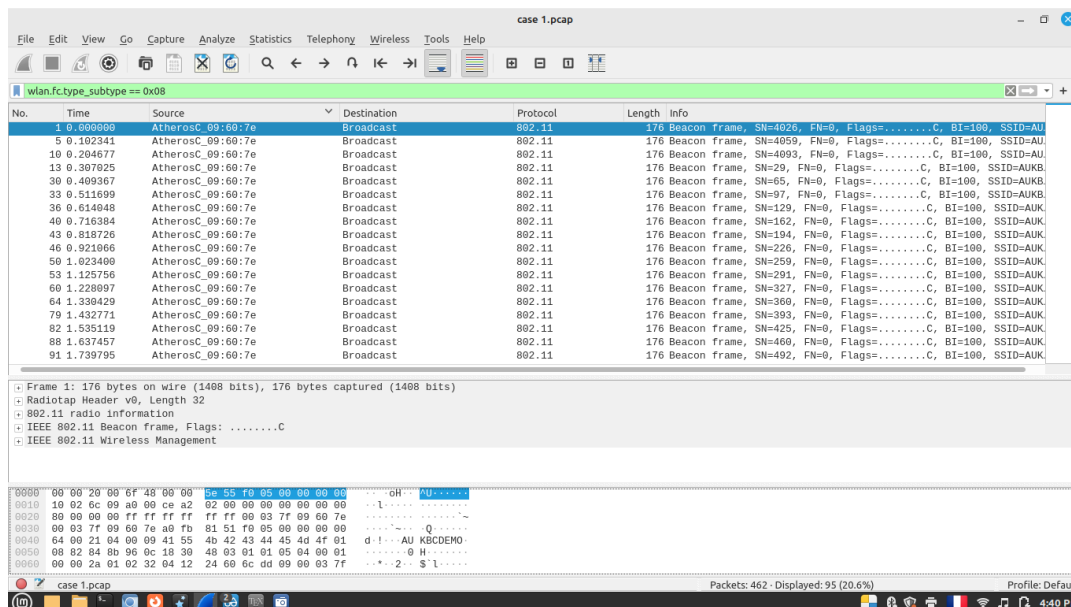 case 1.pcap
File Edit View Go Capture Analyze Statistics Telephony Wireless Tools Help
wlan.fc.type_subtype == 0x08
No. Time Source Destination Protocol Length Info
1 0.000000 AtherosC_09:60:7e Broadcast 802.11 176 Beacon frame, SN=4026, FN=0, Flags=........C, BI=100, SSID=AU
5 0.102341 AtherosC_09:60:7e Broadcast 802.11 176 Beacon frame, SN=4059, FN=0, Flags=........C, BI=100, SSID=AU
10 0.204677 AtherosC_09:60:7e Broadcast 802.11 176 Beacon frame, SN=4093, FN=0, Flags=........C, BI=100, SSID=AU
13 0.307025 AtherosC_09:60:7e Broadcast 802.11 176 Beacon frame, SN=29, FN=0, Flags=........C, BI=100, SSID=AUKB
30 0.409367 AtherosC_09:60:7e Broadcast 802.11 176 Beacon frame, SN=65, FN=0, Flags=........C, BI=100, SSID=AUKB
33 0.511699 AtherosC_09:60:7e Broadcast 802.11 176 Beacon frame, SN=97, FN=0, Flags=........C, BI=100, SSID=AUKB
36 0.614048 AtherosC_09:60:7e Broadcast 802.11 176 Beacon frame, SN=129, FN=0, Flags=........C, BI=100, SSID=AUK
40 0.716384 AtherosC_09:60:7e Broadcast 802.11 176 Beacon frame, SN=162, FN=0, Flags=........C, BI=100, SSID=AUK
43 0.818726 AtherosC_09:60:7e Broadcast 802.11 176 Beacon frame, SN=194, FN=0, Flags=........C, BI=100, SSID=AUK
46 0.921066 AtherosC_09:60:7e Broadcast 802.11 176 Beacon frame, SN=226, FN=0, Flags=........C, BI=100, SSID=AUK
50 1.023400 AtherosC_09:60:7e Broadcast 802.11 176 Beacon frame, SN=259, FN=0, Flags=........C, BI=100, SSID=AUK
53 1.125756 AtherosC_09:60:7e Broadcast 802.11 176 Beacon frame, SN=291, FN=0, Flags=........C, BI=100, SSID=AUK
60 1.228097 AtherosC_09:60:7e Broadcast 802.11 176 Beacon frame, SN=327, FN=0, Flags=........C, BI=100, SSID=AUK
64 1.330429 AtherosC_09:60:7e Broadcast 802.11 176 Beacon frame, SN=360, FN=0, Flags=........C, BI=100, SSID=AUK
79 1.432771 AtherosC_09:60:7e Broadcast 802.11 176 Beacon frame, SN=393, FN=0, Flags=........C, BI=100, SSID=AUK
82 1.535119 AtherosC_09:60:7e Broadcast 802.11 176 Beacon frame, SN=425, FN=0, Flags=........C, BI=100, SSID=AUK
88 1.637457 AtherosC_09:60:7e Broadcast 802.11 176 Beacon frame, SN=460, FN=0, Flags=........C, BI=100, SSID=AUK
91 1.739795 AtherosC_09:60:7e Broadcast 802.11 176 Beacon frame, SN=492, FN=0, Flags=........C, BI=100, SSID=AUK
Frame 1: 176 bytes on wire (1408 bits), 176 bytes captured (1408 bits)
Radiotap Header v0, Length 32
802.11 radio information
IEEE 802.11 Beacon frame, Flags: ........C
IEEE 802.11 Wireless Management
0000 00 00 20 00 6f 48 00 00 5e 55 f0 05 00 00 00 00 ·· ·oH·· ^U······
0010 10 02 6c 09 a0 00 ce a2 02 00 00 00 00 00 00 00 ··l····· ········
0020 80 00 00 00 ff ff ff ff ff ff 00 03 7f 09 60 7e ········ ······`~
0030 00 03 7f 09 60 7e a0 fb 81 51 f0 05 00 00 00 00 ····`~·· ·Q······
0040 64 00 21 04 00 09 41 55 4b 42 43 44 45 4d 4f 01 d·!···AU KBCDEMO·
0050 08 82 84 8b 96 0c 18 30 48 03 01 01 05 04 00 01 ·······0 H·······
0060 00 00 2a 01 02 32 04 12 24 60 6c dd 09 00 03 7f ··*··2·· $`l·····
case 1.pcap Packets: 462 · Displayed: 95 (20.6%) Profile: Defau
4:40 P